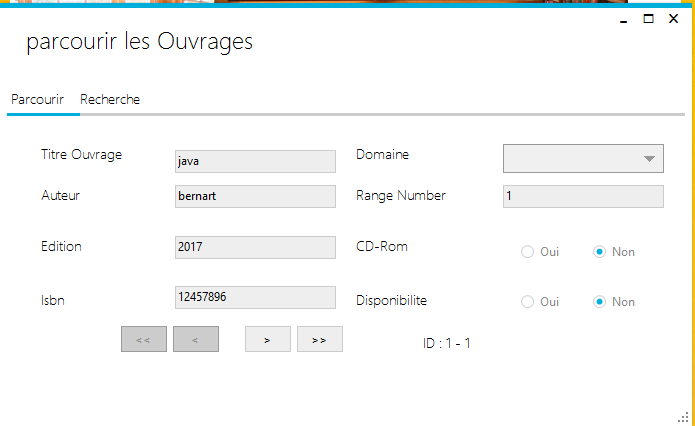 parcourir les Ouvrages
Parcourir Recherche
Titre Ouvrage java Domaine
Auteur bernart Range Number 1
Edition 2017 CD-Rom Oui Non
Isbn 12457896 Disponibilite Oui Non
<< < > >> ID : 1 - 1